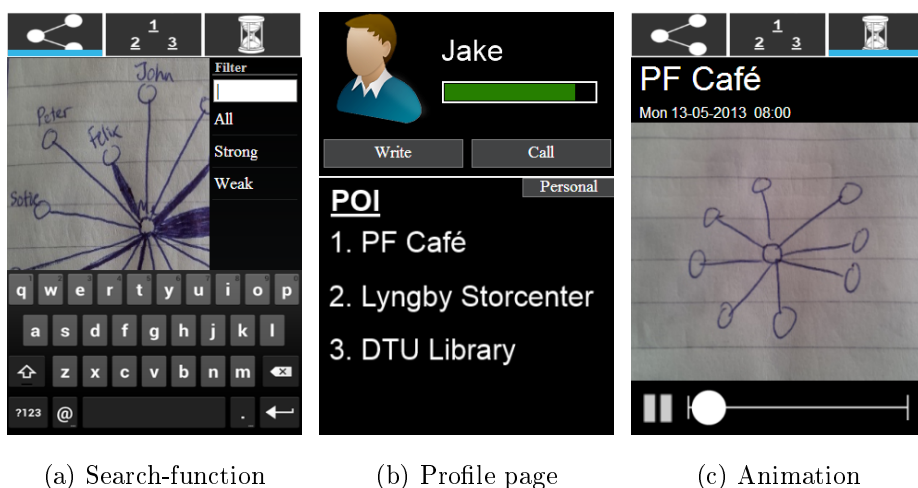 1
2 3
John
Peter
Felix
Me
Sofie
Filter
All
Strong
Weak
q w e r t y u i o p
a s d f g h j k l
z x c v b n m
?123 @ .
(a) Search-function
Jake
Write Call
Personal
POI
1. PF Café
2. Lyngby Storcenter
3. DTU Library
(b) Profile page
1
2 3
PF Café
Mon 13-05-2013 08:00
(c) Animation